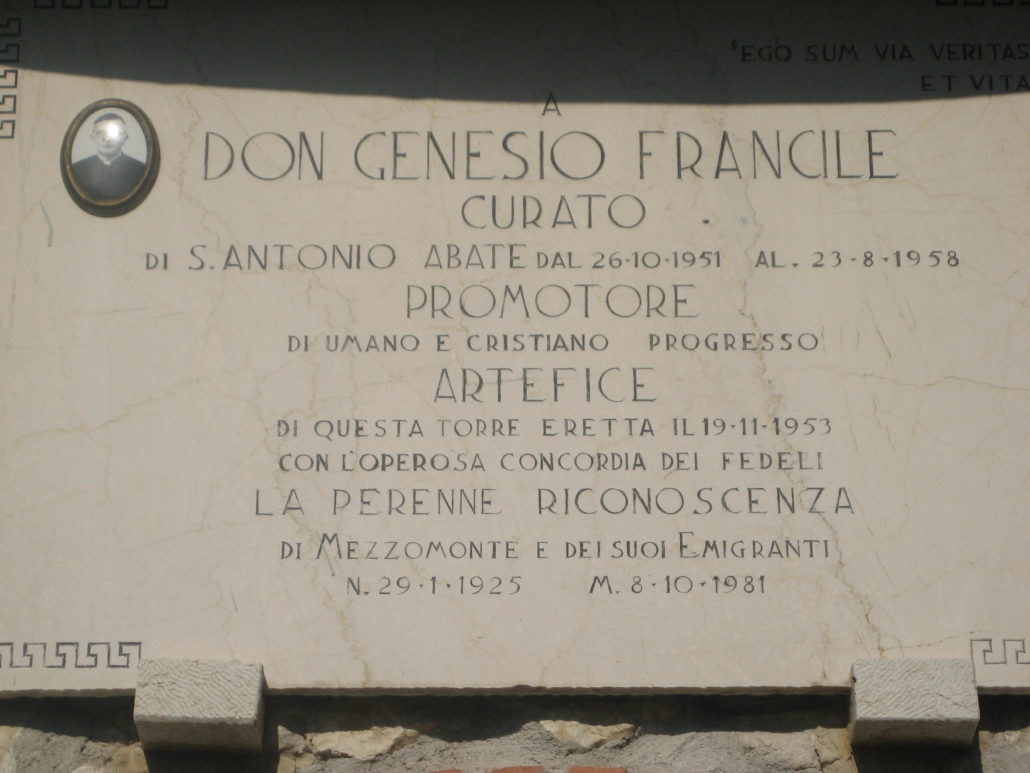 "EGO SUM VIA VERITAS
ET VITA
A
DON GENESIO FRANCILE
CURATO
DI S. ANTONIO ABATE DAL 26·10·1951 AL. 23·8·1958
PROMOTORE
DI UMANO E CRISTIANO PROGRESSO
ARTEFICE
DI QUESTA TORRE ERETTA IL 19·11·1953
CON L'OPEROSA CONCORDIA DEI FEDELI
LA PERENNE RICONOSCENZA
DI MEZZOMONTE E DEI SUOI EMIGRANTI
N. 29·1·1925 M. 8·10·1981